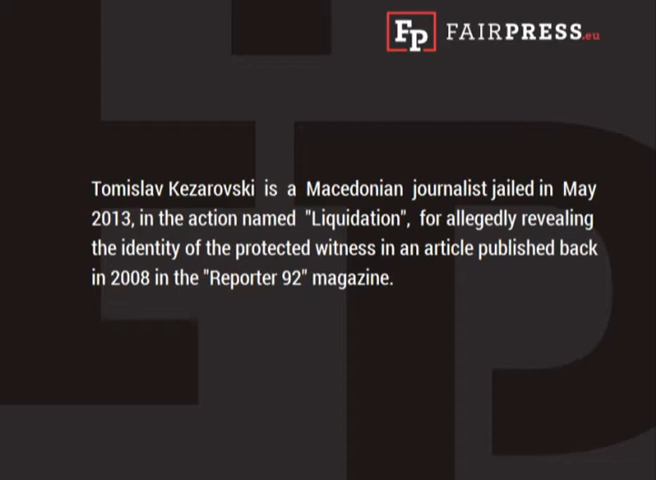 FP FAIRPRESS.eu
Tomislav Kezarovski is a Macedonian journalist jailed in May
2013, in the action named "Liquidation", for allegedly revealing
the identity of the protected witness in an article published back
in 2008 in the "Reporter 92" magazine.